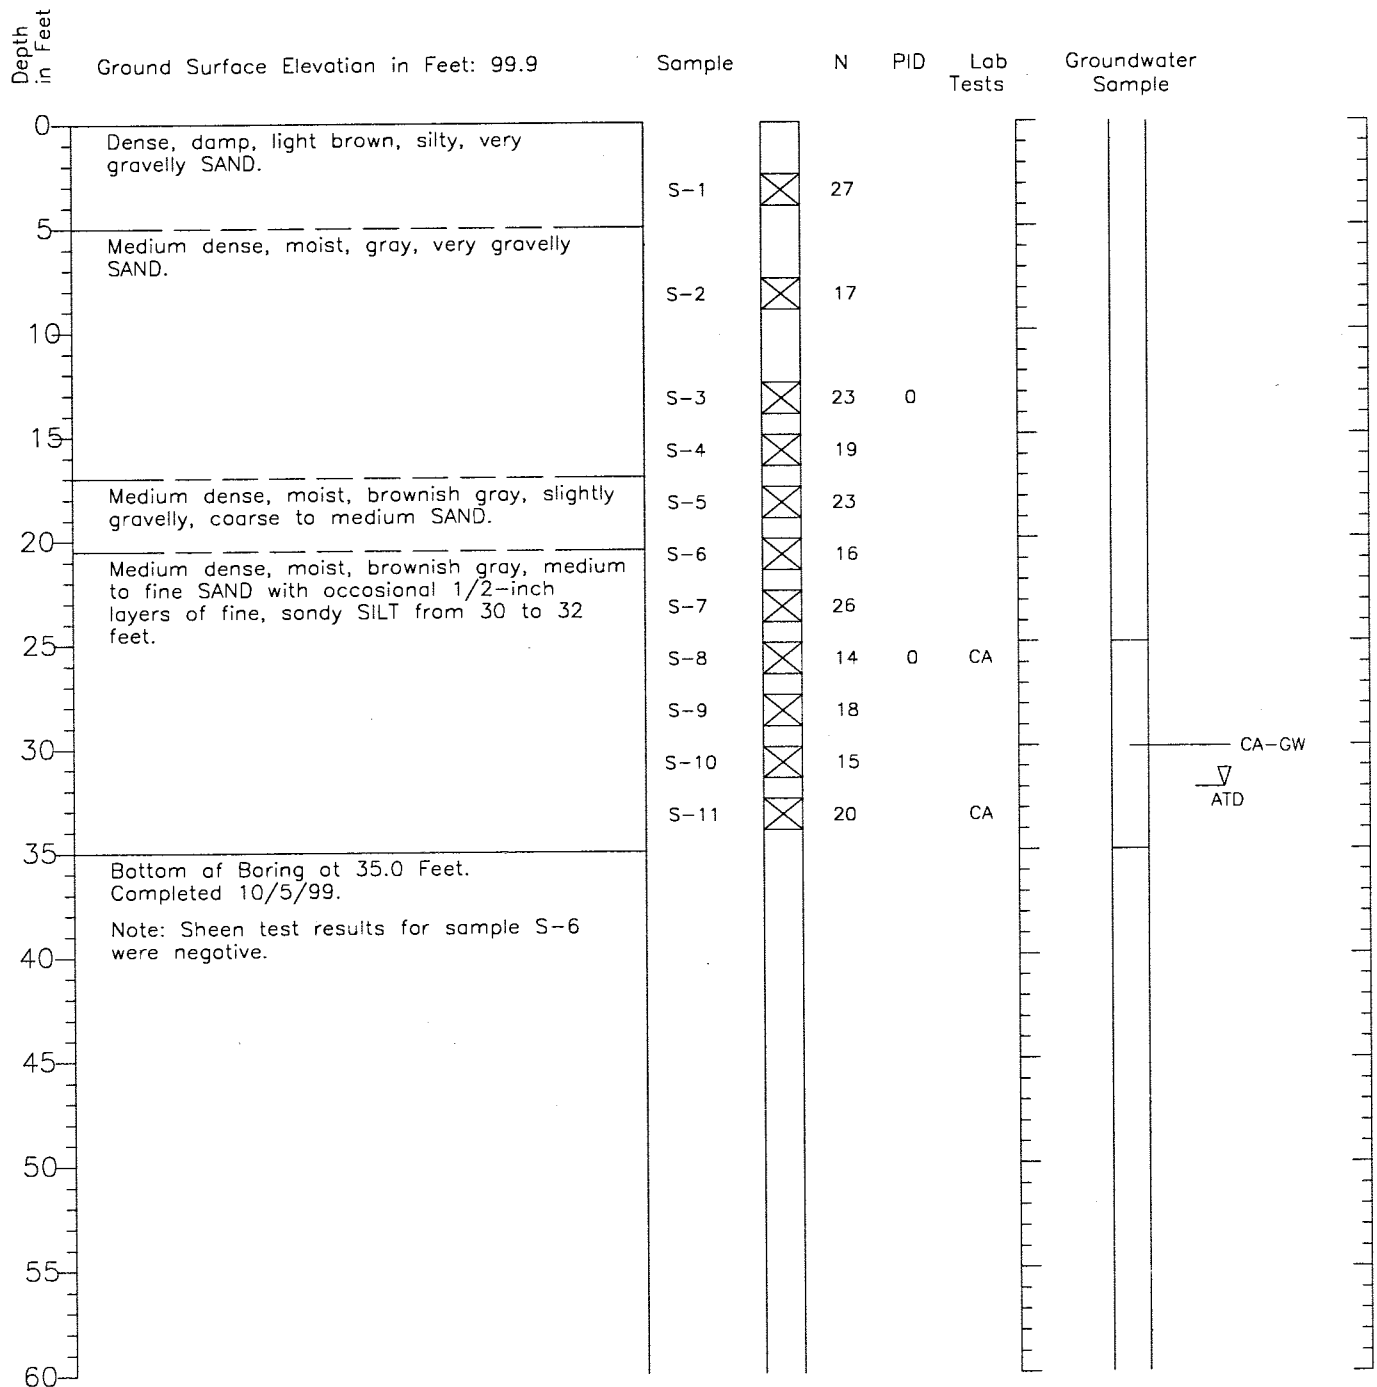 Depth
in Feet
Ground Surface Elevation in Feet: 99.9
Sample
N
PID
Lab
Tests
Groundwater
Sample
0
Dense, damp, light brown, silty, very
gravelly SAND.
S-1
27
5
Medium dense, moist, gray, very gravelly
SAND.
S-2
17
10
S-3
23
0
15
S-4
19
Medium dense, moist, brownish gray, slightly
gravelly, coarse to medium SAND.
S-5
23
20
S-6
16
Medium dense, moist, brownish gray, medium
to fine SAND with occasional 1/2-inch
layers of fine, sandy SILT from 30 to 32
feet.
S-7
26
25
S-8
14
0
CA
S-9
18
30
CA-GW
S-10
15
ATD
S-11
20
CA
35
Bottom of Boring at 35.0 Feet.
Completed 10/5/99.
Note: Sheen test results for sample S-6
were negative.
40
45
50
55
60